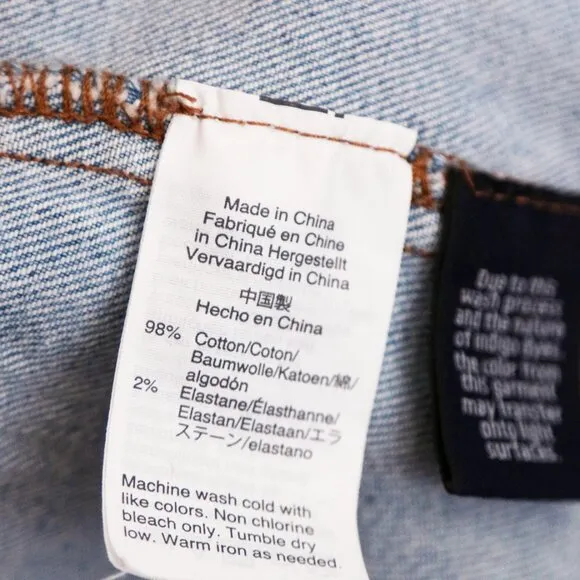 Made in China
Fabriqué en Chine
in China Hergestellt
Vervaardigd in China
中国製
Hecho en China
98% Cotton/Coton/
Baumwolle/Katoen/綿/
algodón
2% Elastane/Élasthanne/
Elastan/Elastaan/エラ
ステーン/elastano
Machine wash cold with
like colors. Non chlorine
bleach only. Tumble dry
low. Warm iron as needed.
Due to the
wash process
and the nature
of indigo dyes,
the color from
this garment
may transfer
onto light
surfaces.